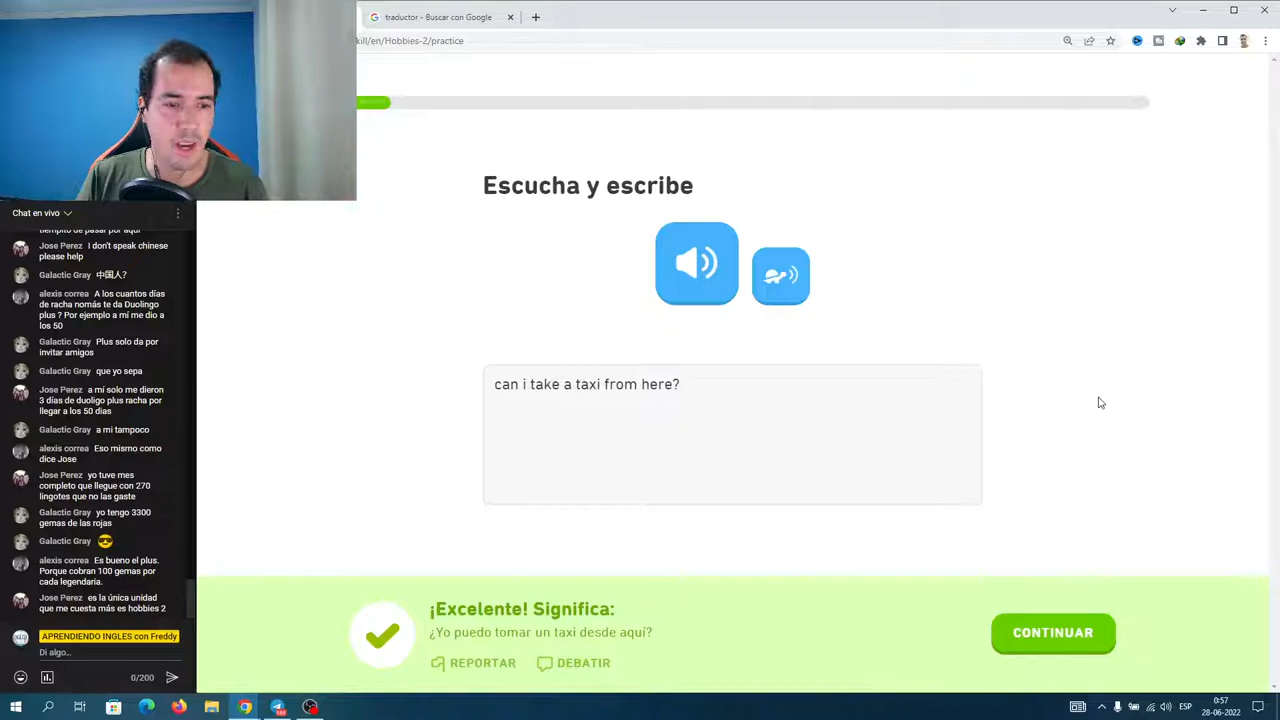 traductor - Buscar con Google
kill/en/Hobbies-2/practice
Escucha y escribe
can i take a taxi from here?
¡Excelente! Significa:
¿Yo puedo tomar un taxi desde aquí?
REPORTAR
DEBATIR
CONTINUAR
Chat en vivo
tiempito de pasar por aqui
Jose Perez I don't speak chinese
please help
Galactic Gray 中国人?
alexis correa A los cuantos días
de racha nomás te da Duolingo
plus ? Por ejemplo a mí me dio a
los 50
Galactic Gray Plus solo da por
invitar amigos
Galactic Gray que yo sepa
Jose Perez a mí solo me dieron
3 días de duoligo plus racha por
llegar a los 50 dias
Galactic Gray a mi tampoco
alexis correa Eso mismo como
dice Jose
Jose Perez yo tuve mes
completo que llegue con 270
lingotes que no las gaste
Galactic Gray yo tengo 3300
gemas de las rojas
Galactic Gray 😎
alexis correa Es bueno el plus.
Porque cobran 100 gemas por
cada legendaria.
Jose Perez es la única unidad
que me cuesta más es hobbies 2
APRENDIENDO INGLES con Freddy
Di algo...
0/200
ESP
0:57
28-06-2022